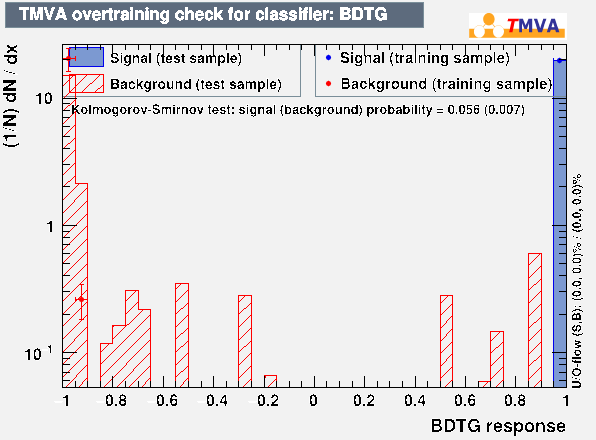 TMVA overtraining check for classifier: BDTG
TMVA
Signal (test sample)
Background (test sample)
Signal (training sample)
Background (training sample)
Kolmogorov-Smirnov test: signal (background) probability = 0.056 (0.007)
(1/N) dN / dx
10
1
10⁻¹
−1 −0.8 −0.6 −0.4 −0.2 0 0.2 0.4 0.6 0.8 1
BDTG response
U/O-flow (S,B): (0.0, 0.0)% / (0.0, 0.0)%